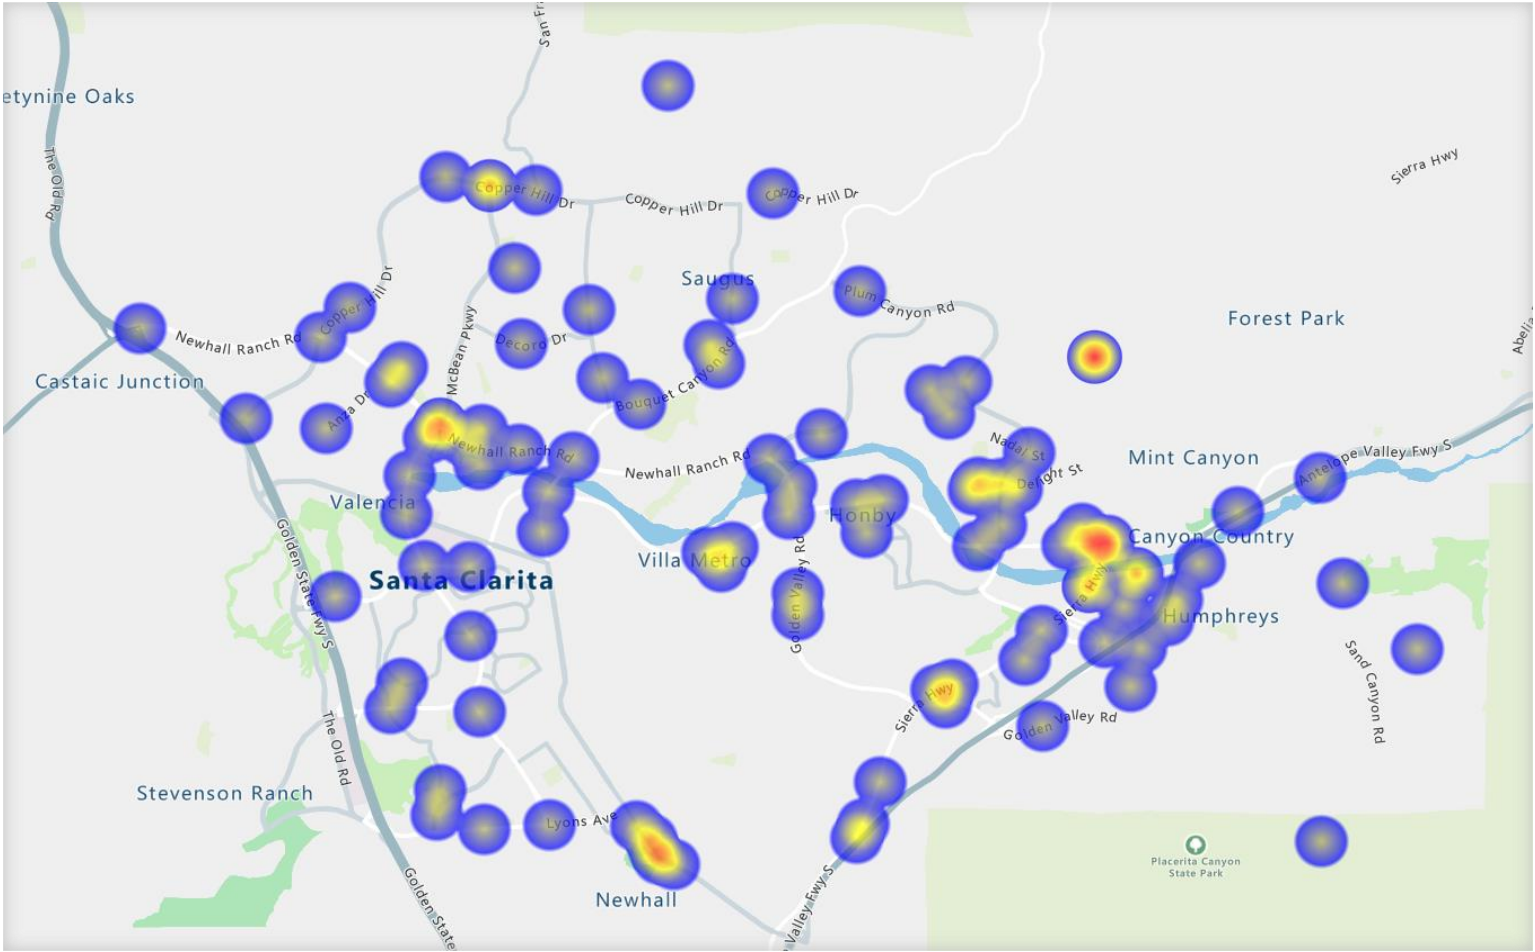 San Fr
etynine Oaks
The Old Rd
Sierra Hwy
Copper Hill Dr
Copper Hill Dr
Copper Hill Dr
Saugus
Copper Hill Dr
Plum Canyon Rd
Forest Park
Abelia
Newhall Ranch Rd
McBean Pkwy
Decoro Dr
Castaic Junction
Anza Dr
Bouquet Canyon Rd
Newhall Ranch Rd
Newhall Ranch Rd
Nadal St
Delight St
Mint Canyon
Antelope Valley Fwy S
Valencia
Honby
Canyon Country
Golden State Fwy S
Villa Metro
Santa Clarita
Golden Valley Rd
Sierra Hwy
Humphreys
Sand Canyon Rd
Sierra Hwy
Golden Valley Rd
The Old Rd
Stevenson Ranch
Lyons Ave
Placerita Canyon
State Park
Newhall
Golden State
Valley Fwy S